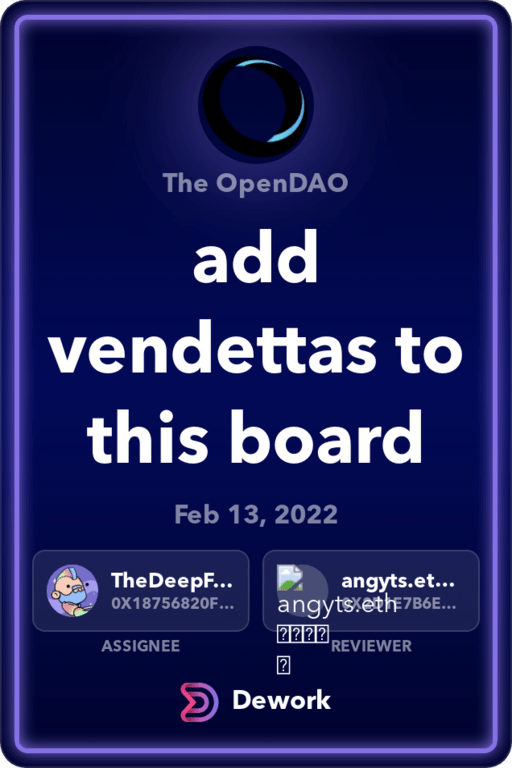 The OpenDAO
add
vendettas to
this board
Feb 13, 2022
TheDeepF...
0X18756820F...
ASSIGNEE
angyts.et...
angyts.eth
REVIEWER
Dework